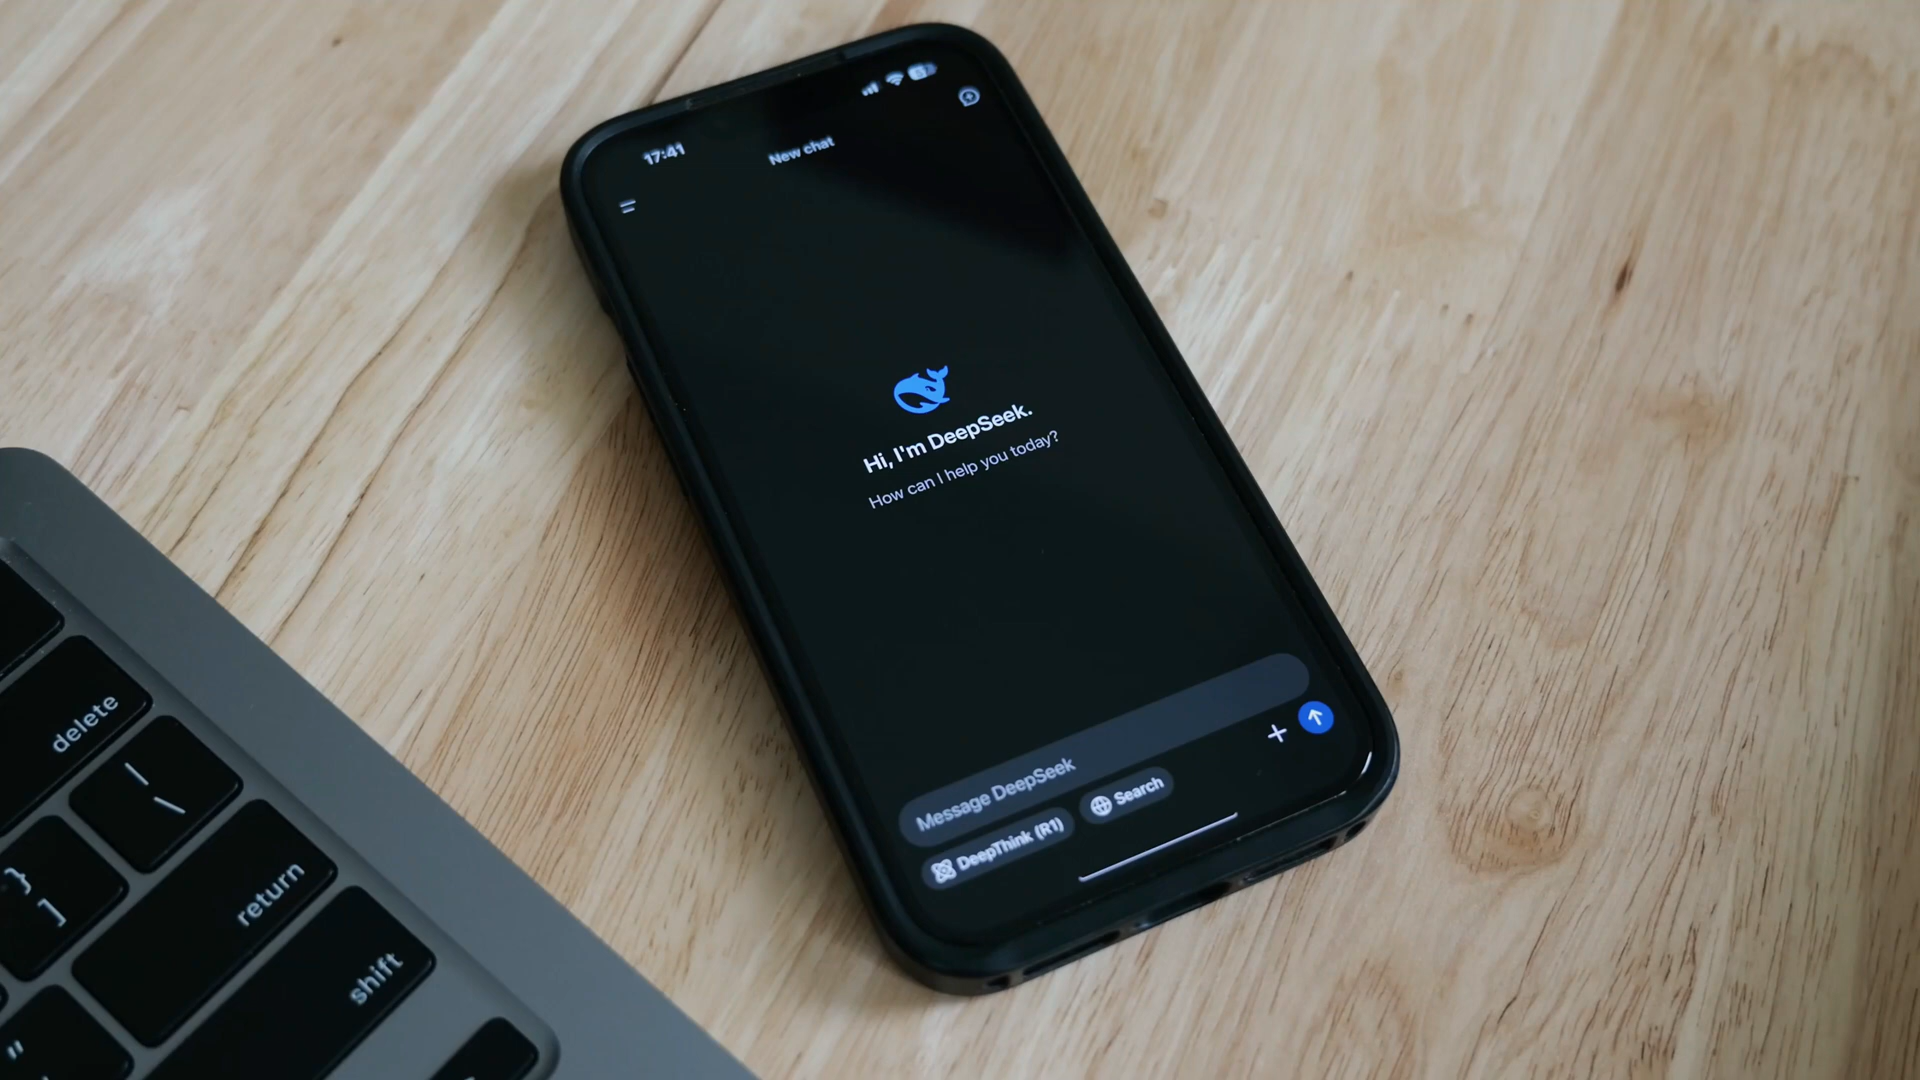 17:41
New chat
Hi, I'm DeepSeek.
How can I help you today?
Message DeepSeek
DeepThink (R1)
Search
delete
|
\
}
]
return
shift
"